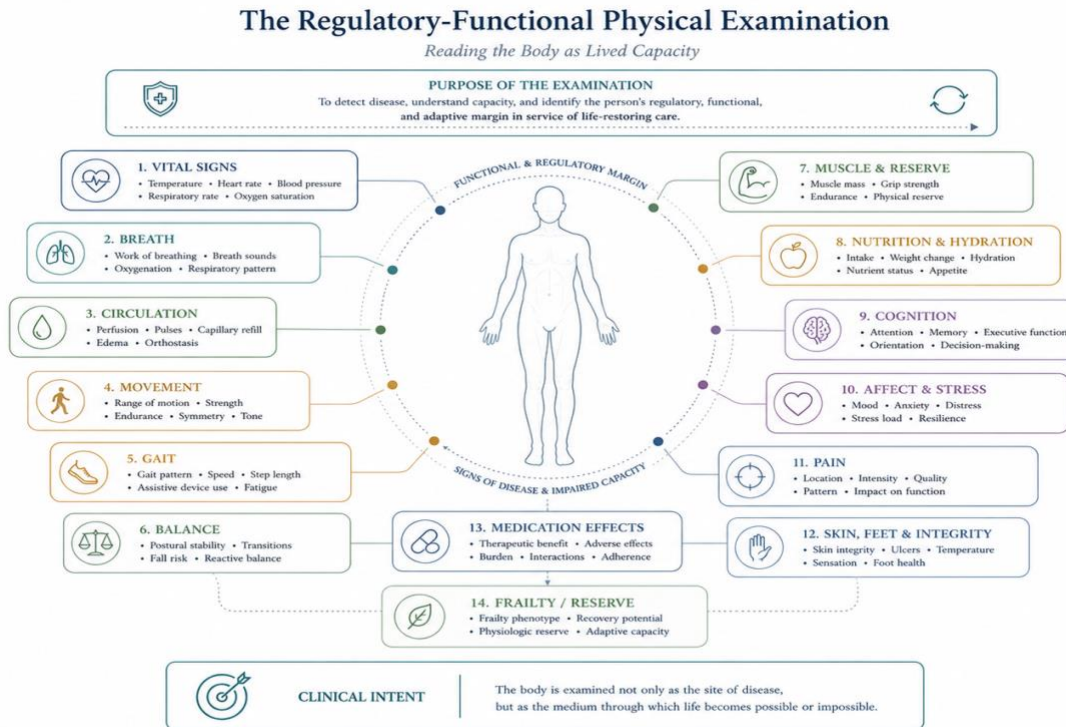 The Regulatory-Functional Physical Examination
Reading the Body as Lived Capacity
PURPOSE OF THE EXAMINATION
To detect disease, understand capacity, and identify the person's regulatory, functional,
and adaptive margin in service of life-restoring care.
FUNCTIONAL & REGULATORY MARGIN
1. VITAL SIGNS
• Temperature • Heart rate • Blood pressure
• Respiratory rate • Oxygen saturation
2. BREATH
• Work of breathing • Breath sounds
• Oxygenation • Respiratory pattern
3. CIRCULATION
• Perfusion • Pulses • Capillary refill
• Edema • Orthostasis
4. MOVEMENT
• Range of motion • Strength
• Endurance • Symmetry • Tone
5. GAIT
• Gait pattern • Speed • Step length
• Assistive device use • Fatigue
6. BALANCE
• Postural stability • Transitions
• Fall risk • Reactive balance
7. MUSCLE & RESERVE
• Muscle mass • Grip strength
• Endurance • Physical reserve
8. NUTRITION & HYDRATION
• Intake • Weight change • Hydration
• Nutrient status • Appetite
9. COGNITION
• Attention • Memory • Executive function
• Orientation • Decision-making
10. AFFECT & STRESS
• Mood • Anxiety • Distress
• Stress load • Resilience
11. PAIN
• Location • Intensity • Quality
• Pattern • Impact on function
12. SKIN, FEET & INTEGRITY
• Skin integrity • Ulcers • Temperature
• Sensation • Foot health
SIGNS OF DISEASE & IMPAIRED CAPACITY
13. MEDICATION EFFECTS
• Therapeutic benefit • Adverse effects
• Burden • Interactions • Adherence
14. FRAILTY / RESERVE
• Frailty phenotype • Recovery potential
• Physiologic reserve • Adaptive capacity
CLINICAL INTENT
The body is examined not only as the site of disease,
but as the medium through which life becomes possible or impossible.